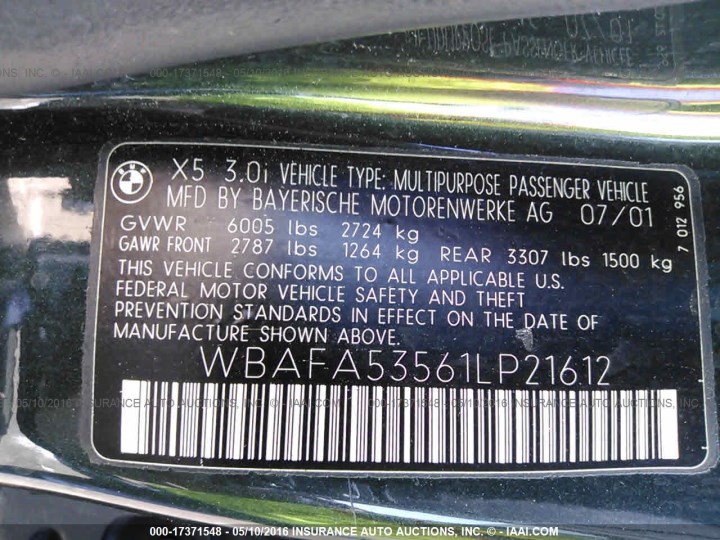 X5 3.0i VEHICLE TYPE: MULTIPURPOSE PASSENGER VEHICLE
MFD BY BAYERISCHE MOTORENWERKE AG 07/01
GVWR 6005 lbs 2724 kg
GAWR FRONT 2787 lbs 1264 kg REAR 3307 lbs 1500 kg
THIS VEHICLE CONFORMS TO ALL APPLICABLE U.S.
FEDERAL MOTOR VEHICLE SAFETY AND THEFT
PREVENTION STANDARDS IN EFFECT ON THE DATE OF
MANUFACTURE SHOWN ABOVE.
7 012 956
WBAFA53561LP21612
000-17371548 - 05/10/2016 INSURANCE AUTO AUCTIONS, INC. - © IAAI.COM